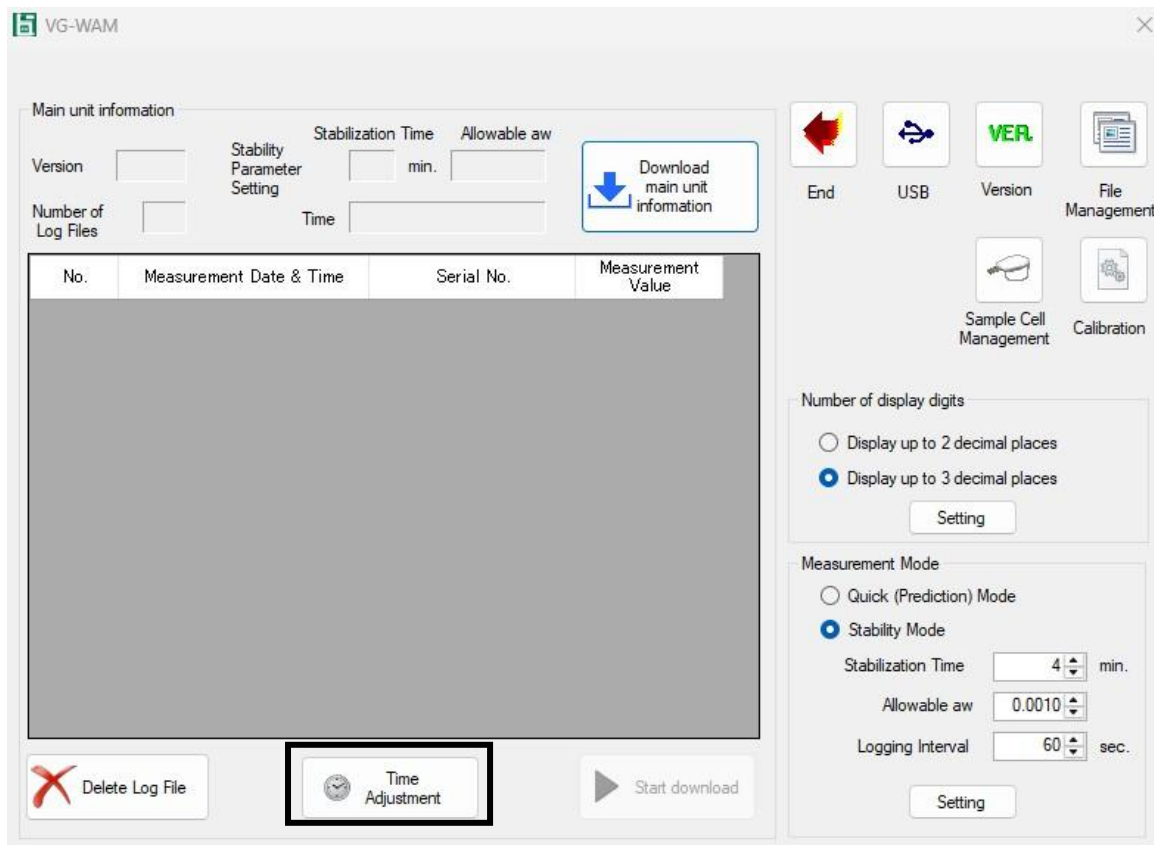 VG-WAM
Main unit information
Stabilization Time Allowable aw
Version
Stability
Parameter
Setting
min.
Download
main unit
information
Number of
Log Files
Time
End
USB
VER.
Version
File
Management
No.
Measurement Date & Time
Serial No.
Measurement
Value
Sample Cell
Management
Calibration
Number of display digits
Display up to 2 decimal places
Display up to 3 decimal places
Setting
Measurement Mode
Quick (Prediction) Mode
Stability Mode
Stabilization Time 4 min.
Allowable aw 0.0010
Logging Interval 60 sec.
Setting
Delete Log File
Time
Adjustment
Start download